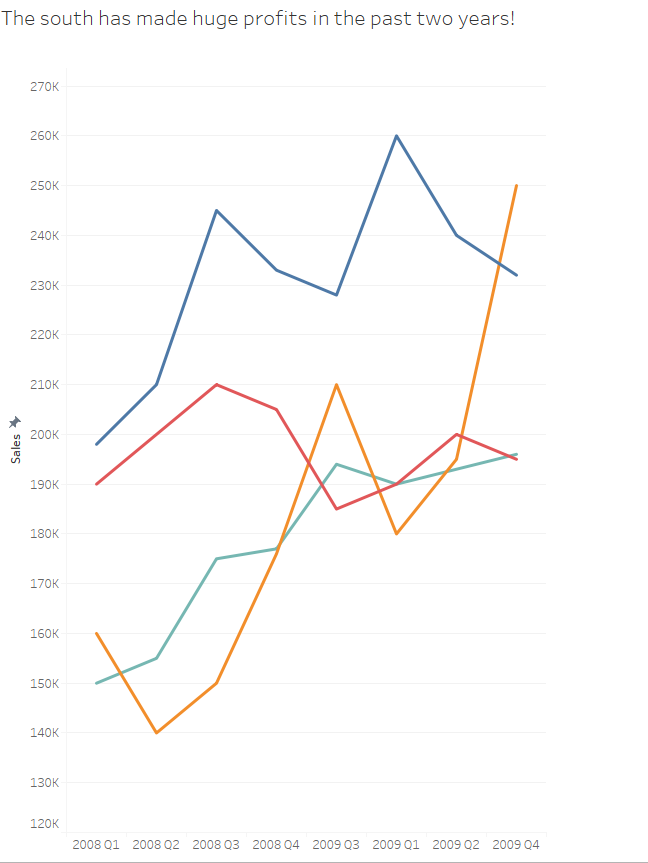 The south has made huge profits in the past two years!
270K
260K
250K
240K
230K
220K
210K
200K
190K
180K
170K
160K
150K
140K
130K
120K
Sales
2008 Q1 2008 Q2 2008 Q3 2008 Q4 2009 Q3 2009 Q1 2009 Q2 2009 Q4